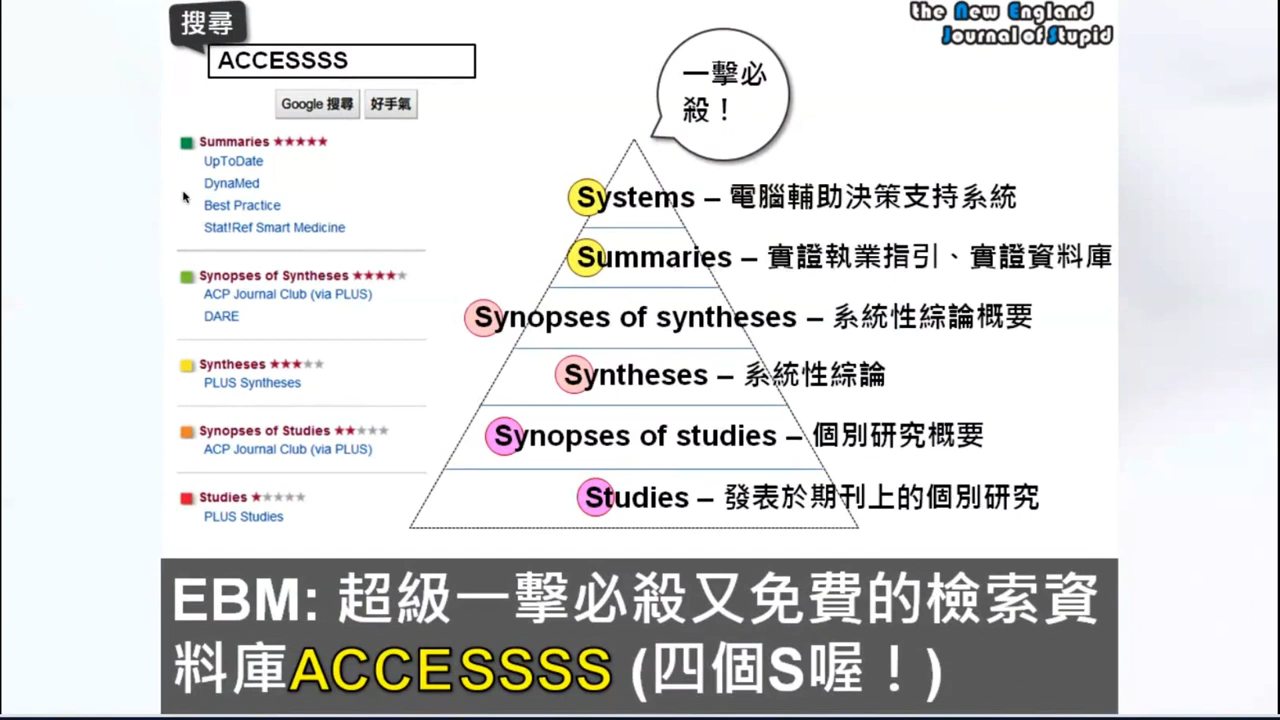 搜尋
ACCESSSS
Google 搜尋
好手氣
Summaries ★★★★★
UpToDate
DynaMed
Best Practice
Stat!Ref Smart Medicine
Synopses of Syntheses ★★★★★
ACP Journal Club (via PLUS)
DARE
Syntheses ★★★★★
PLUS Syntheses
Synopses of Studies ★★★★★
ACP Journal Club (via PLUS)
Studies ★★★★★
PLUS Studies
the New England
Journal of Stupid
一擊必
殺！
Systems – 電腦輔助決策支持系統
Summaries – 實證執業指引、實證資料庫
Synopses of syntheses – 系統性綜論概要
Syntheses – 系統性綜論
Synopses of studies – 個別研究概要
Studies – 發表於期刊上的個別研究
EBM: 超級一擊必殺又免費的檢索資
料庫ACCESSSS (四個S喔！)